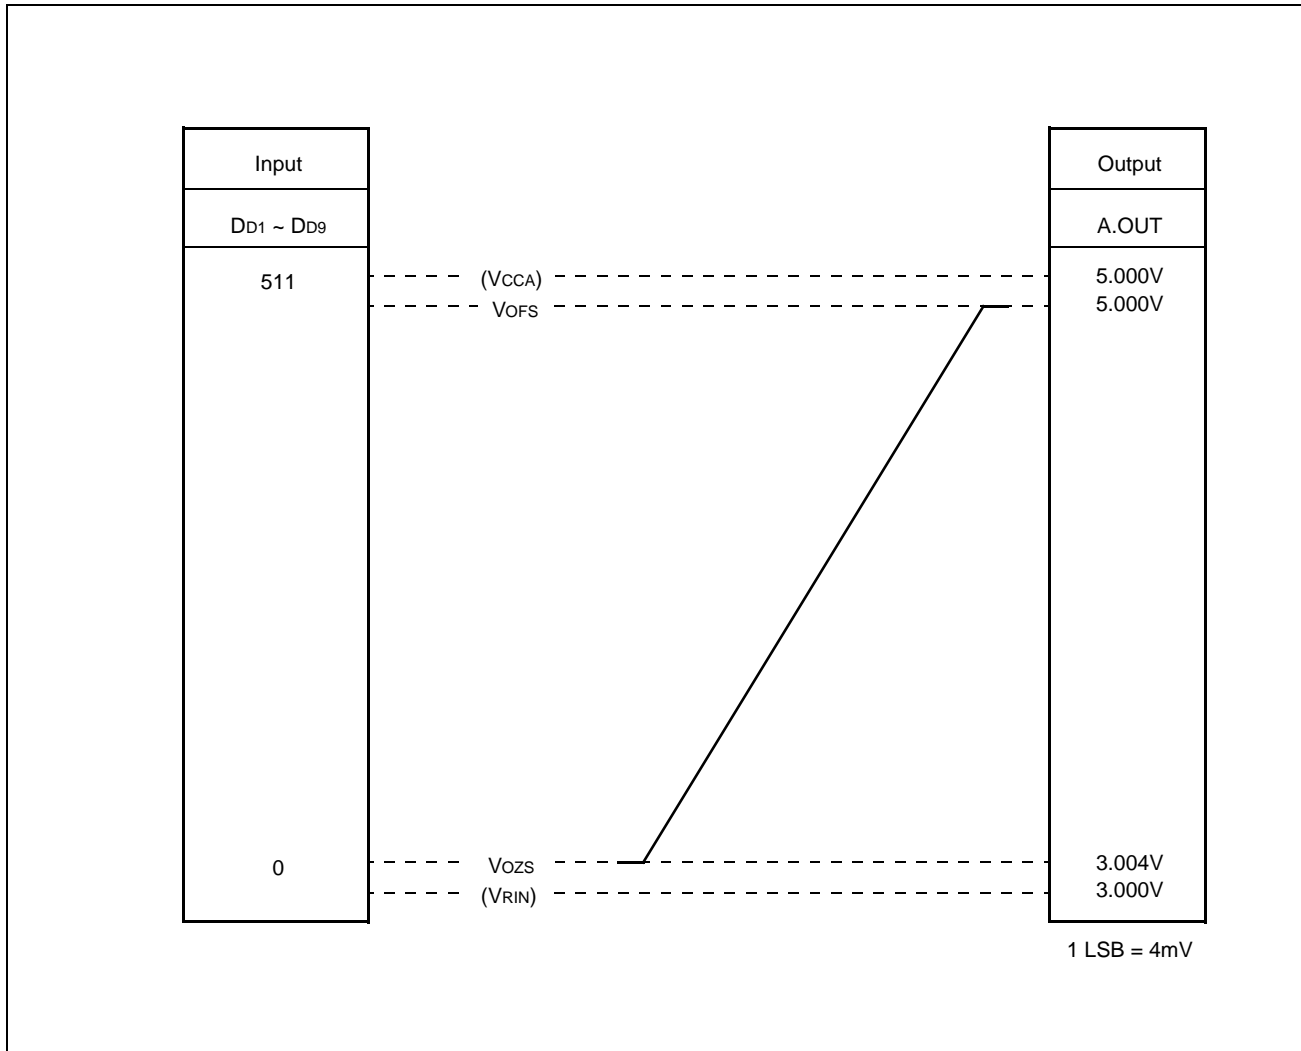 Input
Output
DD1 ~ DD9
A.OUT
511
(VCCA)
5.000V
VOFS
5.000V
0
VOZS
3.004V
(VRIN)
3.000V
1 LSB = 4mV